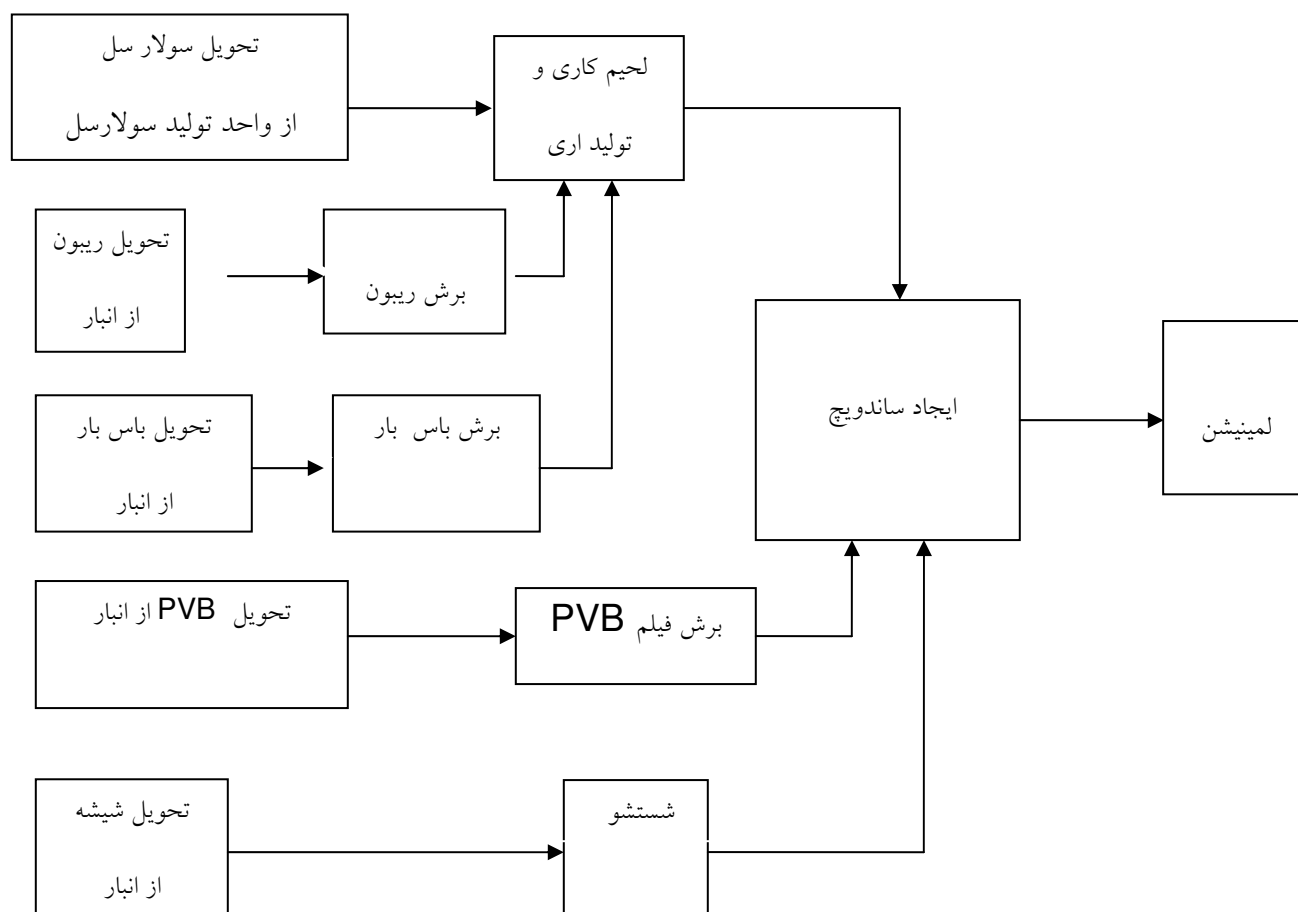 تحویل سولار سل
از واحد تولید سولارسل
لحیم کاری و
تولید اری
تحویل ریبون
از انبار
برش ریبون
تحویل باس بار
از انبار
برش باس بار
ایجاد ساندویچ
لمینیشن
تحویل PVB از انبار
برش فیلم PVB
تحویل شیشه
از انبار
شستشو